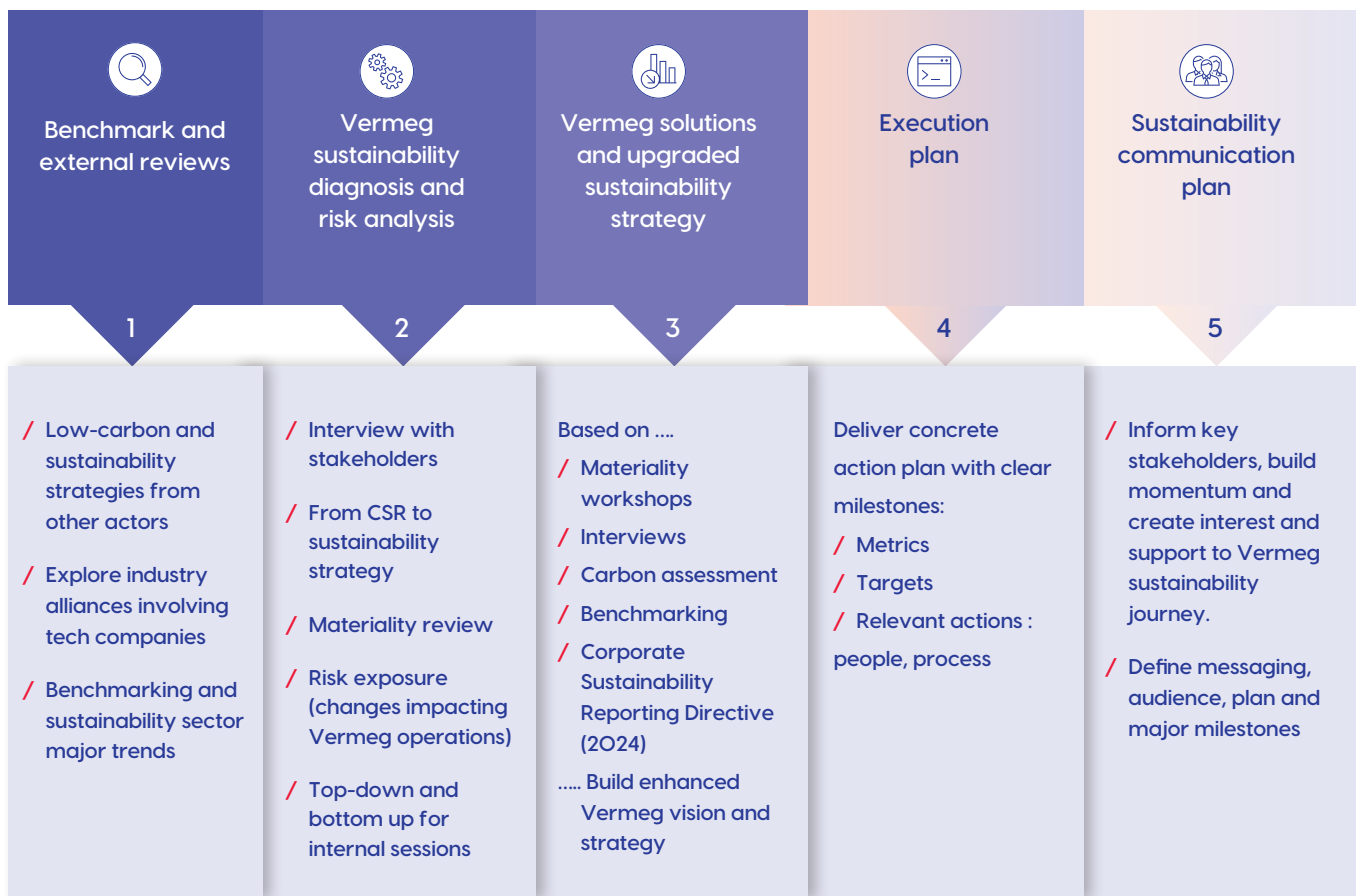 Benchmark and
external reviews
1
/ Low-carbon and
sustainability
strategies from
other actors
/ Explore industry
alliances involving
tech companies
/ Benchmarking and
sustainability sector
major trends
Vermeg
sustainability
diagnosis and
risk analysis
2
/ Interview with
stakeholders
/ From CSR to
sustainability
strategy
/ Materiality review
/ Risk exposure
(changes impacting
Vermeg operations)
/ Top-down and
bottom up for
internal sessions
Vermeg solutions
and upgraded
sustainability
strategy
3
Based on ....
/ Materiality
workshops
/ Interviews
/ Carbon assessment
/ Benchmarking
/ Corporate
Sustainability
Reporting Directive
(2024)
..... Build enhanced
Vermeg vision and
strategy
Execution
plan
4
Deliver concrete
action plan with clear
milestones:
/ Metrics
/ Targets
/ Relevant actions :
people, process
Sustainability
communication
plan
5
/ Inform key
stakeholders, build
momentum and
create interest and
support to Vermeg
sustainability
journey.
/ Define messaging,
audience, plan and
major milestones